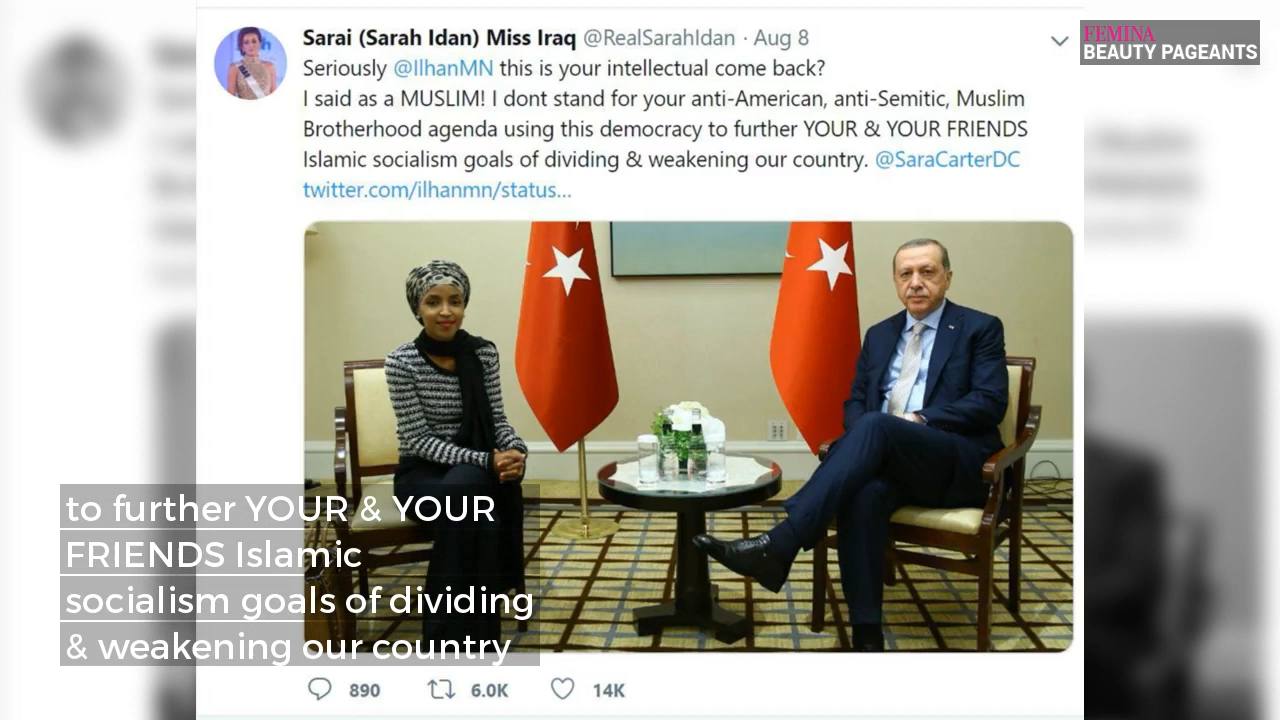 Sarai (Sarah Idan) Miss Iraq @RealSarahIdan · Aug 8
FEMINA
BEAUTY PAGEANTS
Seriously @IlhanMN this is your intellectual come back?
I said as a MUSLIM! I dont stand for your anti-American, anti-Semitic, Muslim
Brotherhood agenda using this democracy to further YOUR & YOUR FRIENDS
Islamic socialism goals of dividing & weakening our country. @SaraCarterDC
twitter.com/ilhanmn/status...
to further YOUR & YOUR
FRIENDS Islamic
socialism goals of dividing
& weakening our country
890 6.0K 14K